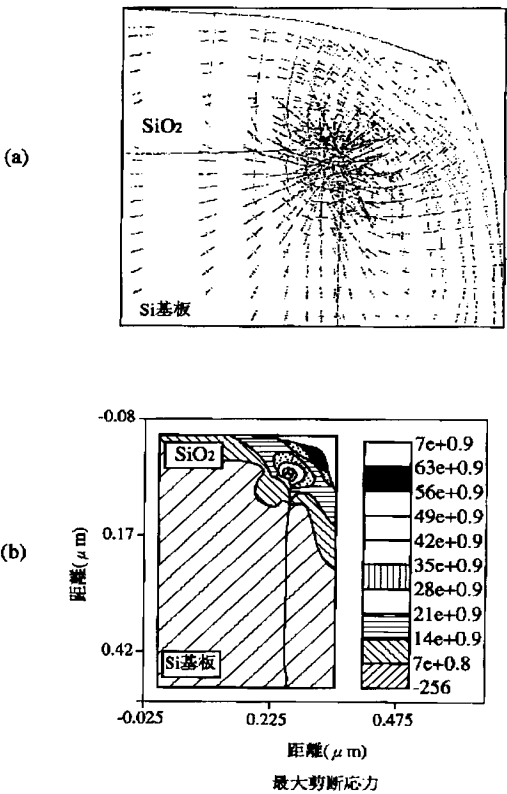 (a)
SiO2
Si基板
(b)
-0.08
0.17
0.42
距離(μm)
SiO2
Si基板
-0.025
0.225
0.475
距離(μm)
7e+0.9
63e+0.9
56e+0.9
49e+0.9
42e+0.9
35e+0.9
28e+0.9
21e+0.9
14e+0.9
7e+0.8
-256
最大剪断応力